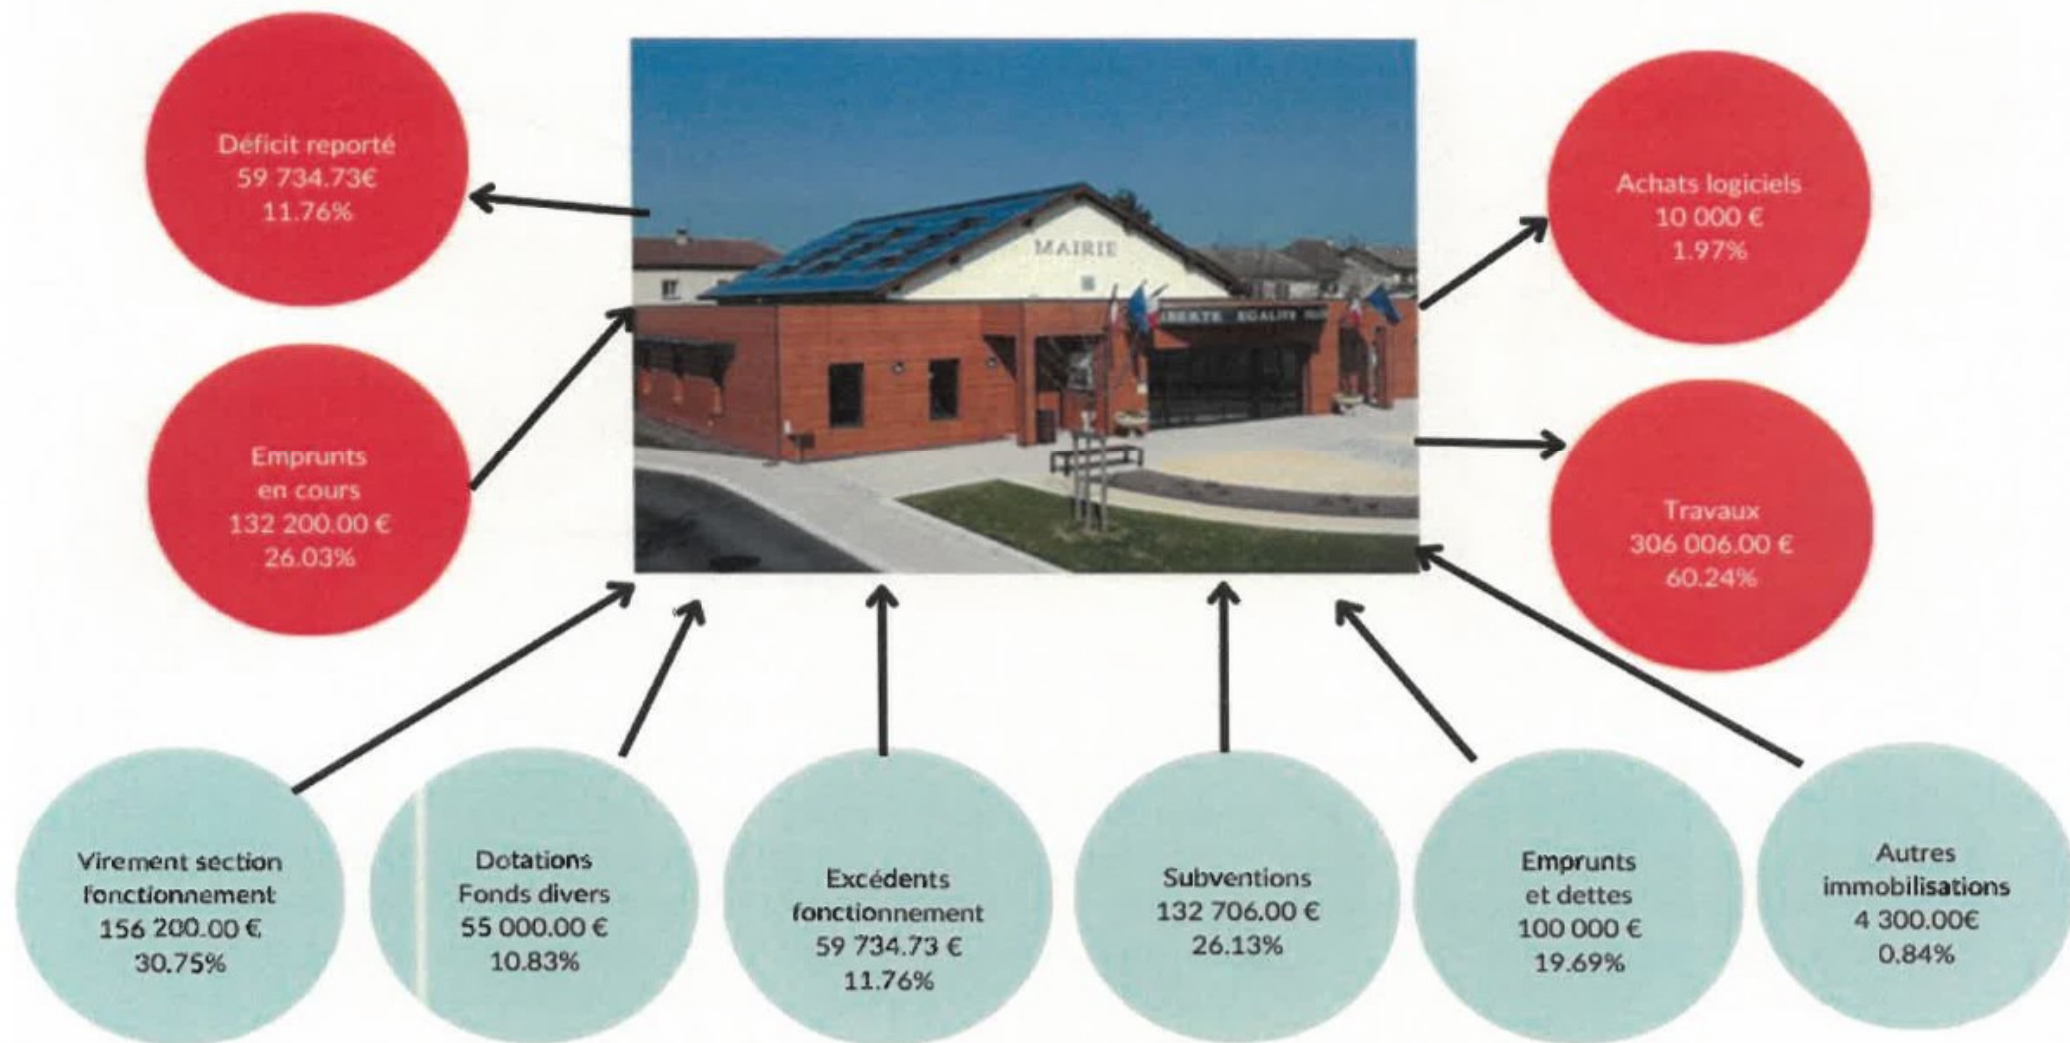 Déficit reporté
59 734.73€
11.76%
Achats logiciels
10 000 €
1.97%
MAIRIE
EGALITE
Emprunts
en cours
132 200.00 €
26.03%
Travaux
306 006.00 €
60.24%
Virement section
fonctionnement
156 200.00 €
30.75%
Dotations
Fonds divers
55 000.00 €
10.83%
Excédents
fonctionnement
59 734.73 €
11.76%
Subventions
132 706.00 €
26.13%
Emprunts
et dettes
100 000 €
19.69%
Autres
immobilisations
4 300.00€
0.84%